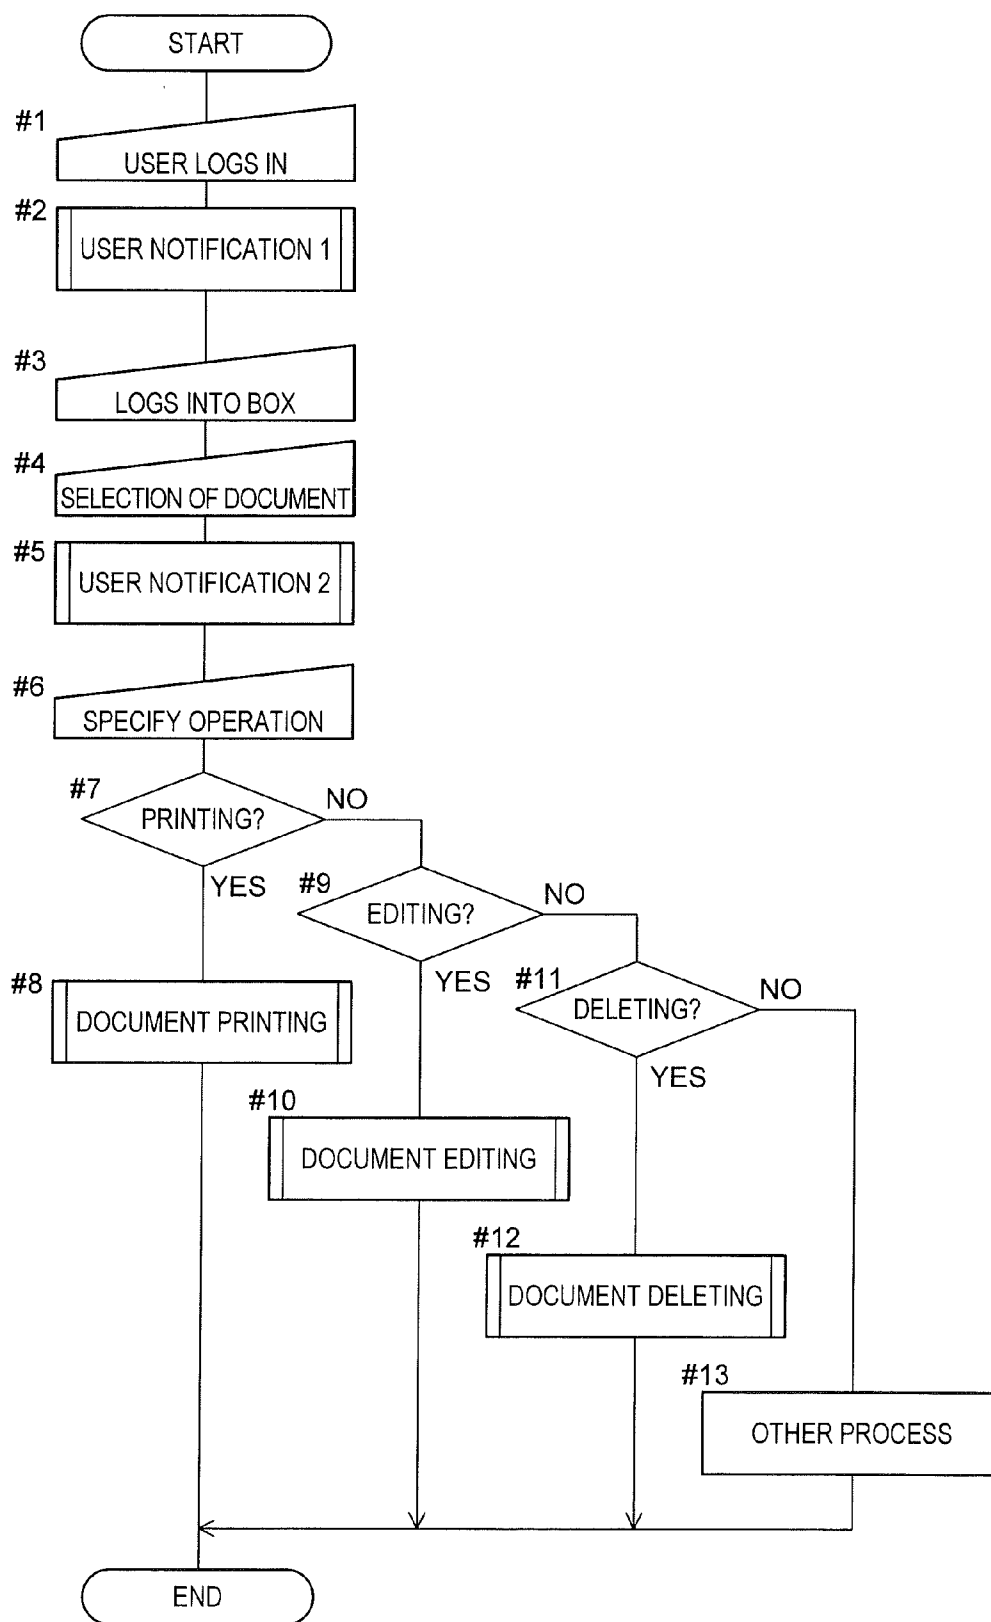 START
#1
USER LOGS IN
#2
USER NOTIFICATION 1
#3
LOGS INTO BOX
#4
SELECTION OF DOCUMENT
#5
USER NOTIFICATION 2
#6
SPECIFY OPERATION
#7
PRINTING?
NO
YES
#9
EDITING?
NO
YES
#11
DELETING?
NO
YES
#8
DOCUMENT PRINTING
#10
DOCUMENT EDITING
#12
DOCUMENT DELETING
#13
OTHER PROCESS
END